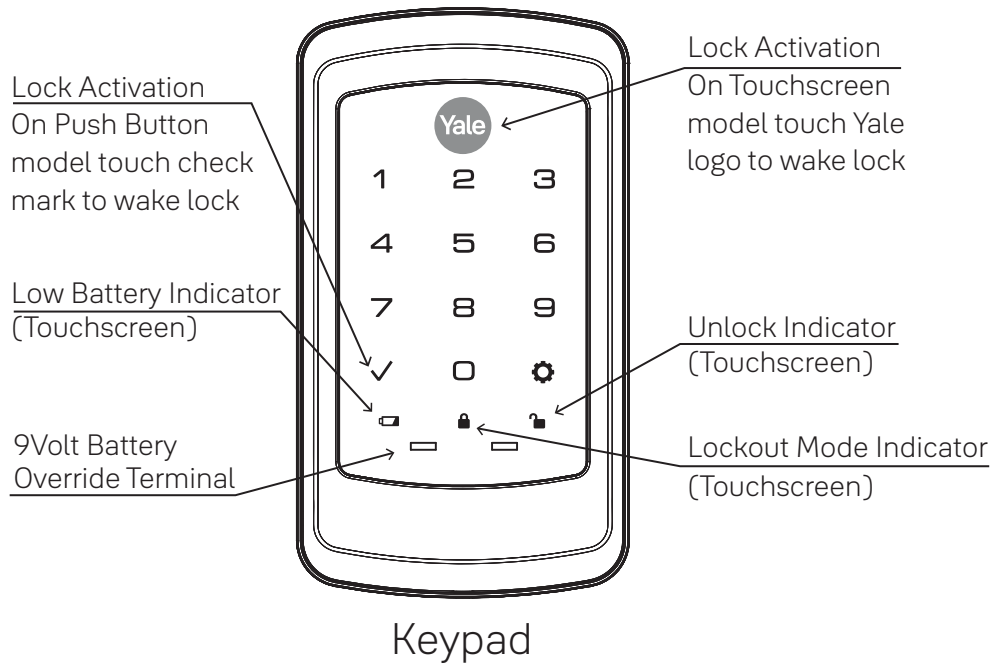 Lock Activation
On Push Button
model touch check
mark to wake lock
Low Battery Indicator
(Touchscreen)
9Volt Battery
Override Terminal
Yale
1 2 3
4 5 6
7 8 9
0
Lock Activation
On Touchscreen
model touch Yale
logo to wake lock
Unlock Indicator
(Touchscreen)
Lockout Mode Indicator
(Touchscreen)
Keypad